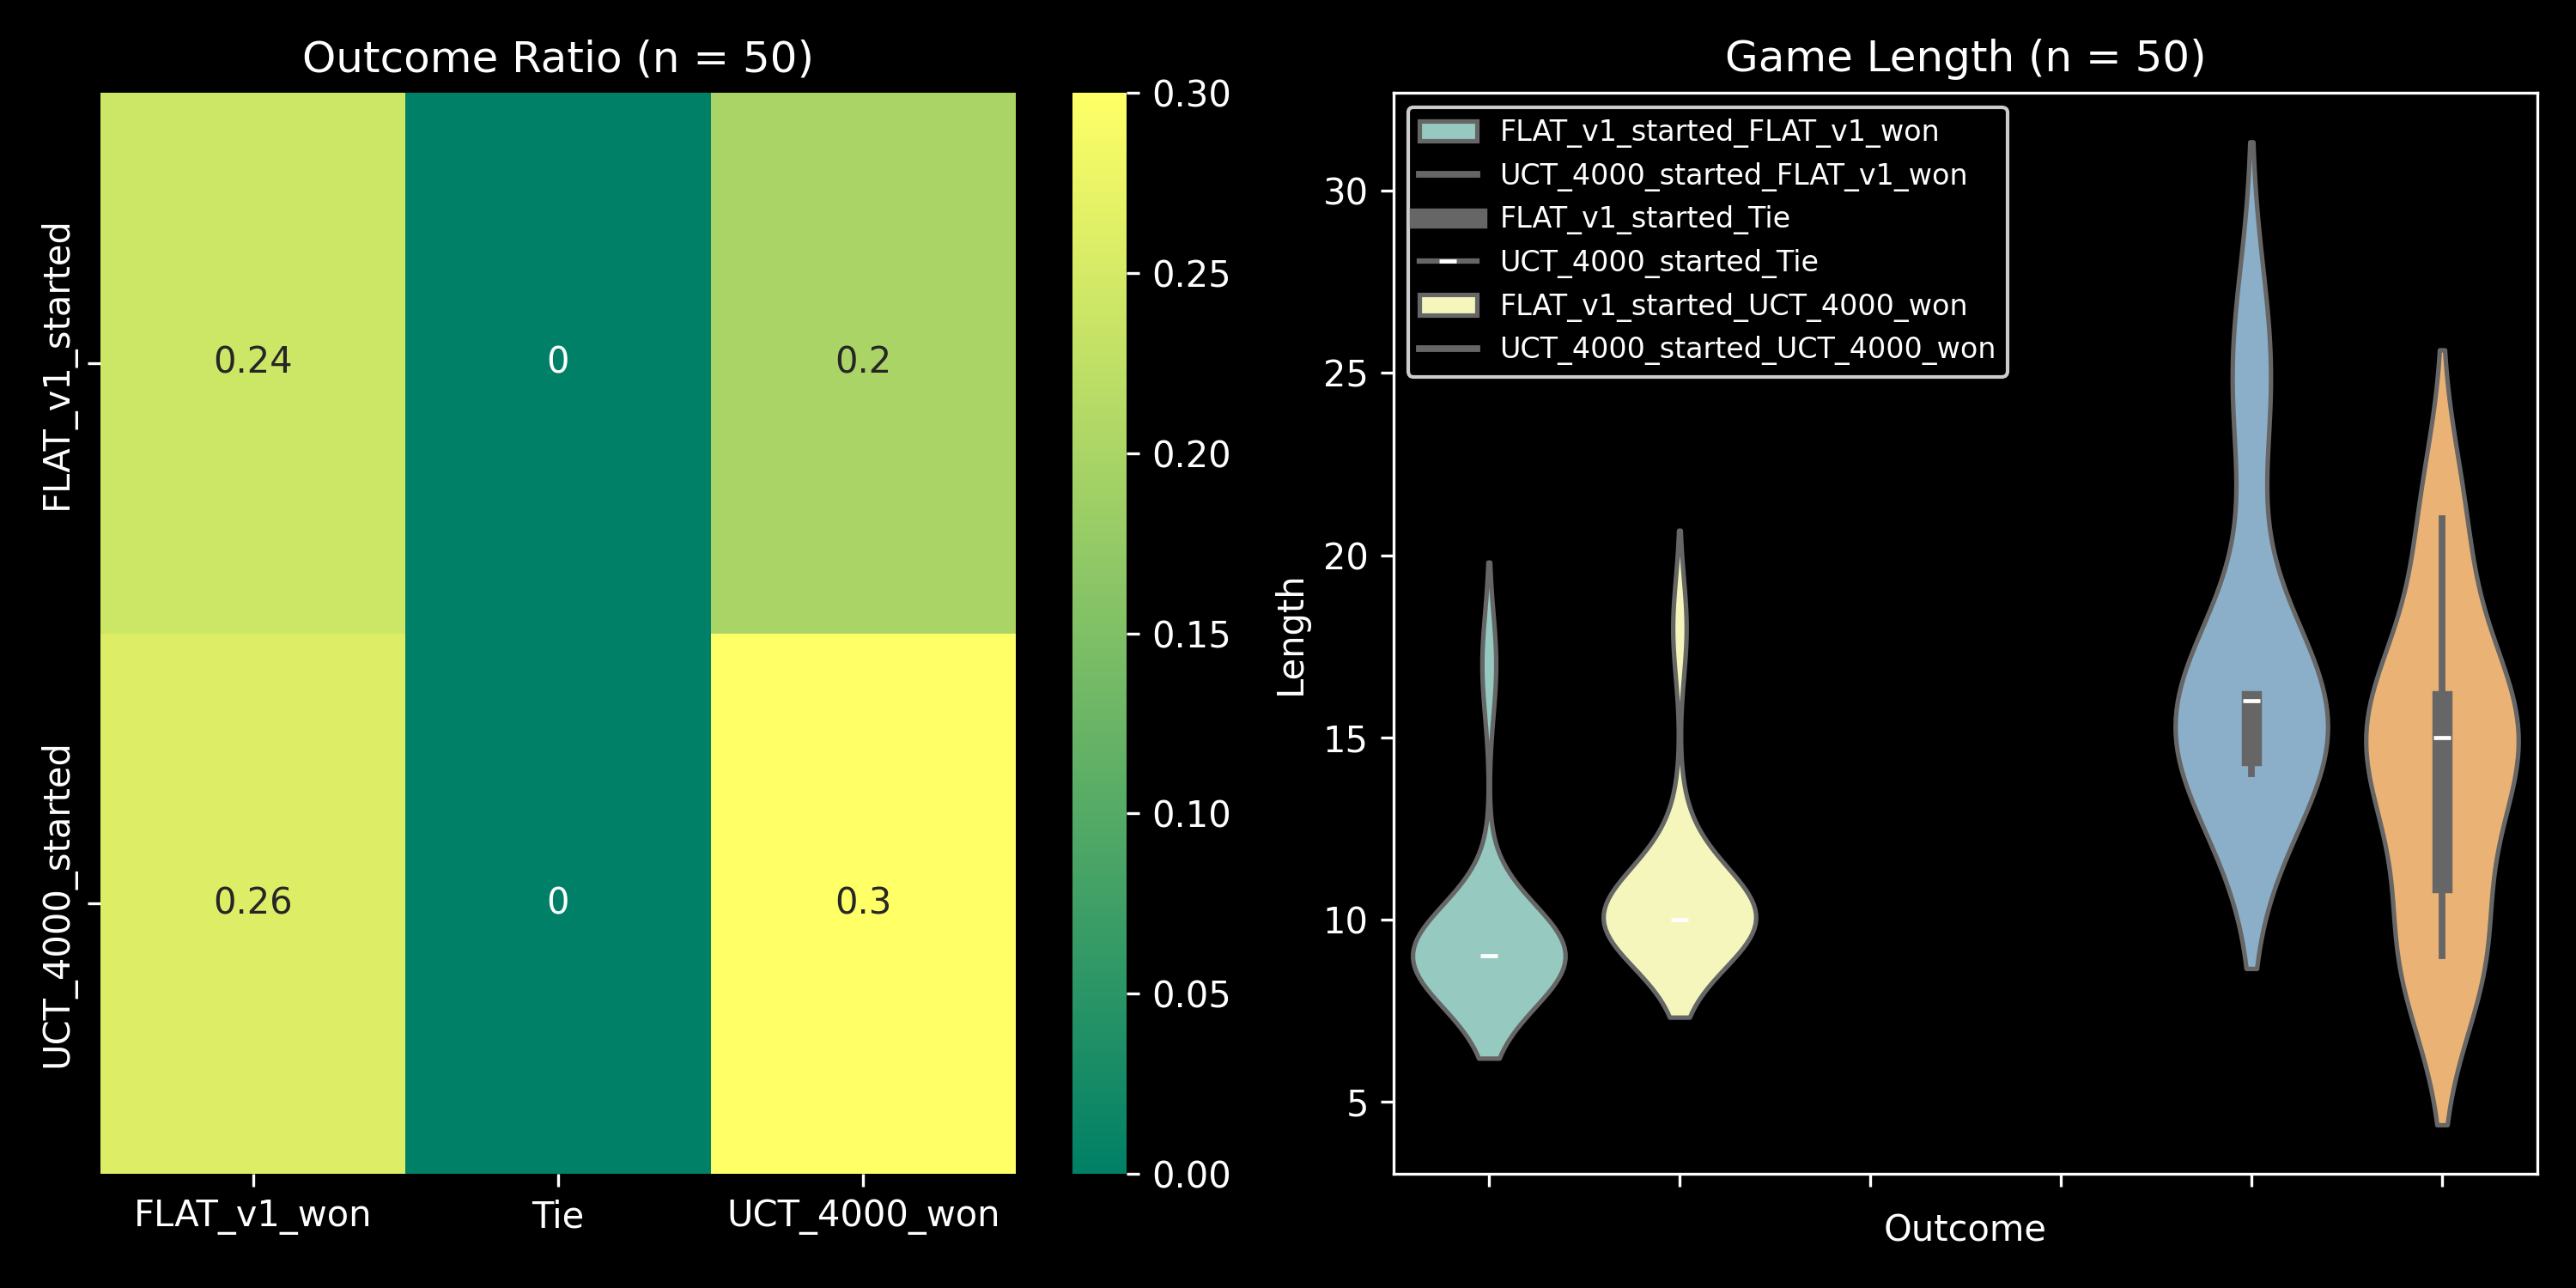 Outcome Ratio (n = 50)
FLAT_v1_started
UCT_4000_started
0.24
0
0.2
0.26
0
0.3
FLAT_v1_won
Tie
UCT_4000_won
0.30
0.25
0.20
0.15
0.10
0.05
0.00
Game Length (n = 50)
Length
30
25
20
15
10
5
FLAT_v1_started_FLAT_v1_won
UCT_4000_started_FLAT_v1_won
FLAT_v1_started_Tie
UCT_4000_started_Tie
FLAT_v1_started_UCT_4000_won
UCT_4000_started_UCT_4000_won
Outcome